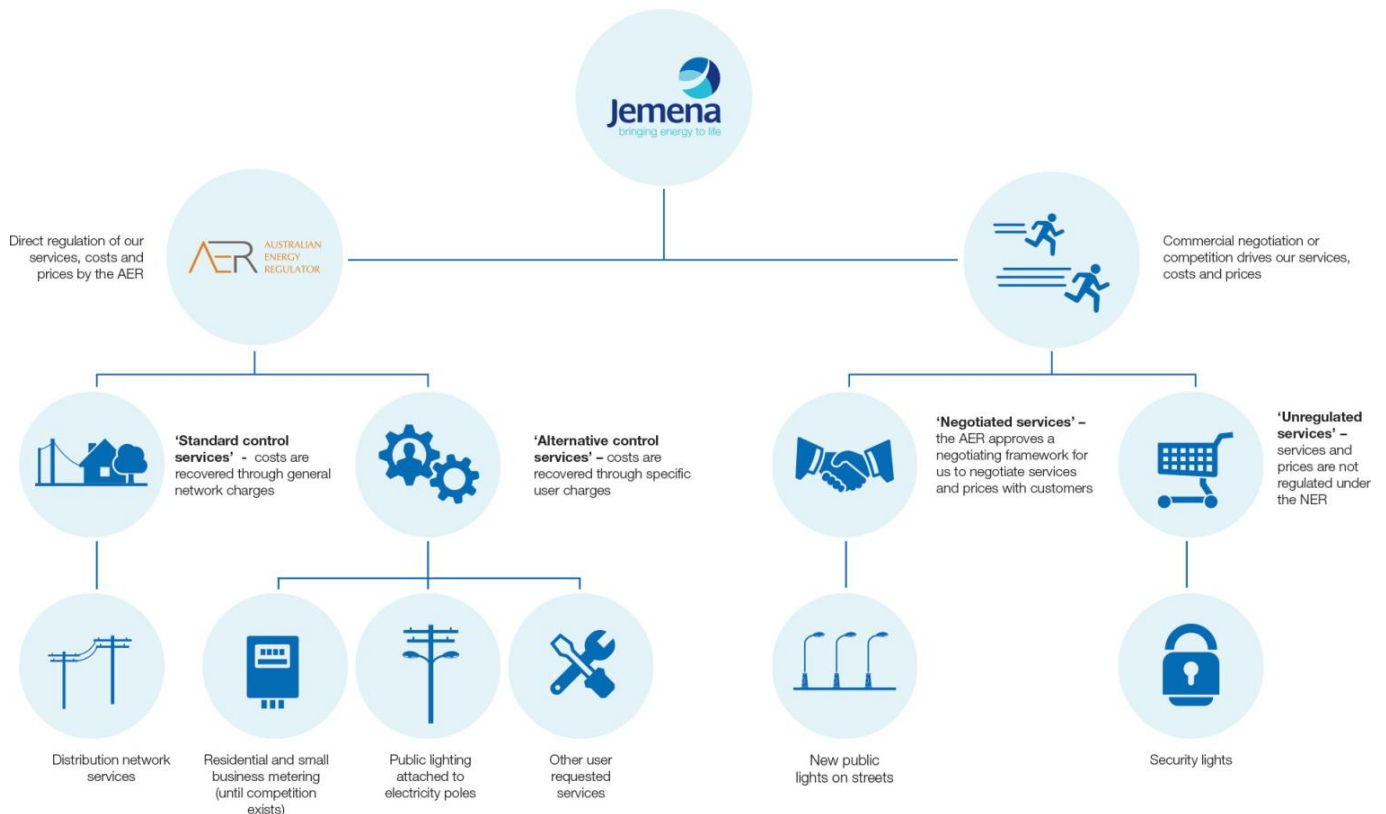 Jemena
bringing energy to life
Direct regulation of our
services, costs and
prices by the AER
AER
AUSTRALIAN
ENERGY
REGULATOR
Commercial negotiation or
competition drives our services,
costs and prices
‘Standard control
services’ - costs are
recovered through general
network charges
‘Alternative control
services’ – costs are
recovered through specific
user charges
‘Negotiated services’ –
the AER approves a
negotiating framework for
us to negotiate services
and prices with customers
‘Unregulated
services’ –
services and
prices are not
regulated under
the NER
Distribution network
services
Residential and small
business metering
(until competition
exists)
Public lighting
attached to
electricity poles
Other user
requested
services
New public
lights on streets
Security lights